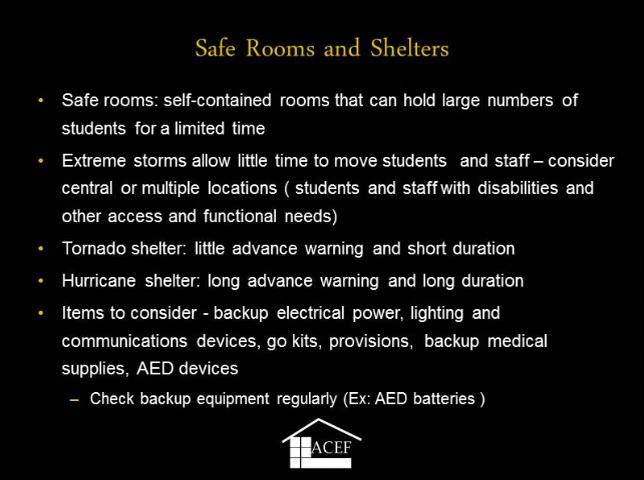 Safe Rooms and Shelters
• Safe rooms: self-contained rooms that can hold large numbers of
students for a limited time
• Extreme storms allow little time to move students and staff – consider
central or multiple locations ( students and staff with disabilities and
other access and functional needs)
• Tornado shelter: little advance warning and short duration
• Hurricane shelter: long advance warning and long duration
• Items to consider - backup electrical power, lighting and
communications devices, go kits, provisions, backup medical
supplies, AED devices
– Check backup equipment regularly (Ex: AED batteries )
ACEF